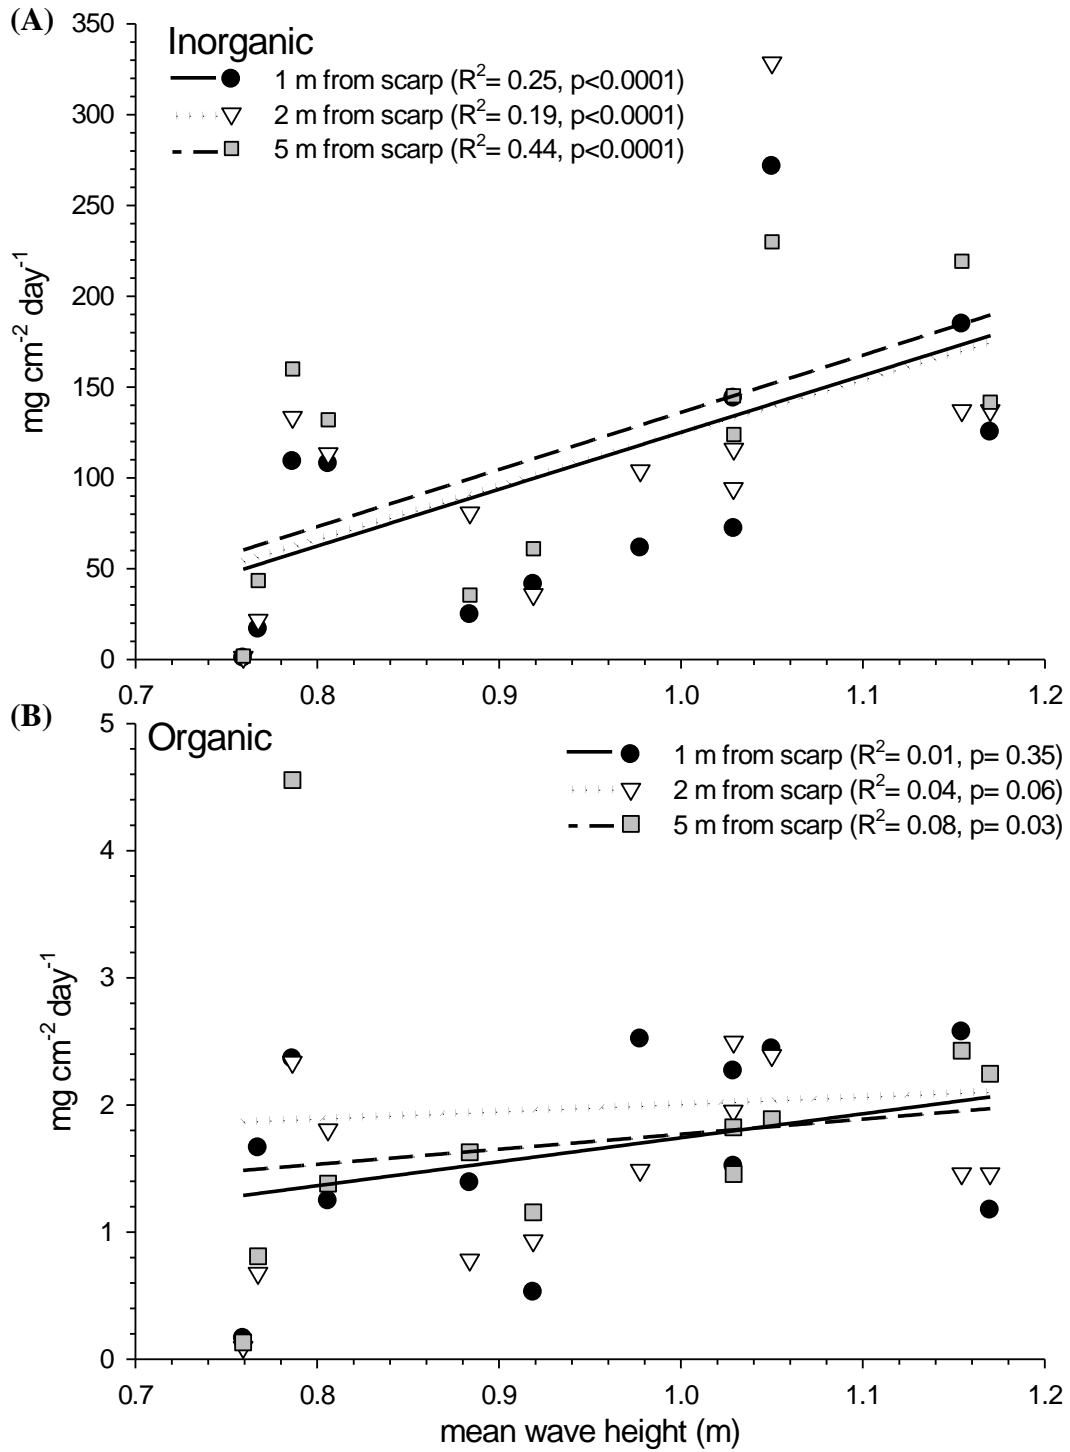 (A)
Inorganic
1 m from scarp (R²= 0.25, p<0.0001)
2 m from scarp (R²= 0.19, p<0.0001)
5 m from scarp (R²= 0.44, p<0.0001)
350
300
250
200
150
100
50
0
mg cm⁻² day⁻¹
0.7 0.8 0.9 1.0 1.1 1.2
(B)
Organic
1 m from scarp (R²= 0.01, p= 0.35)
2 m from scarp (R²= 0.04, p= 0.06)
5 m from scarp (R²= 0.08, p= 0.03)
5
4
3
2
1
0
mg cm⁻² day⁻¹
0.7 0.8 0.9 1.0 1.1 1.2
mean wave height (m)